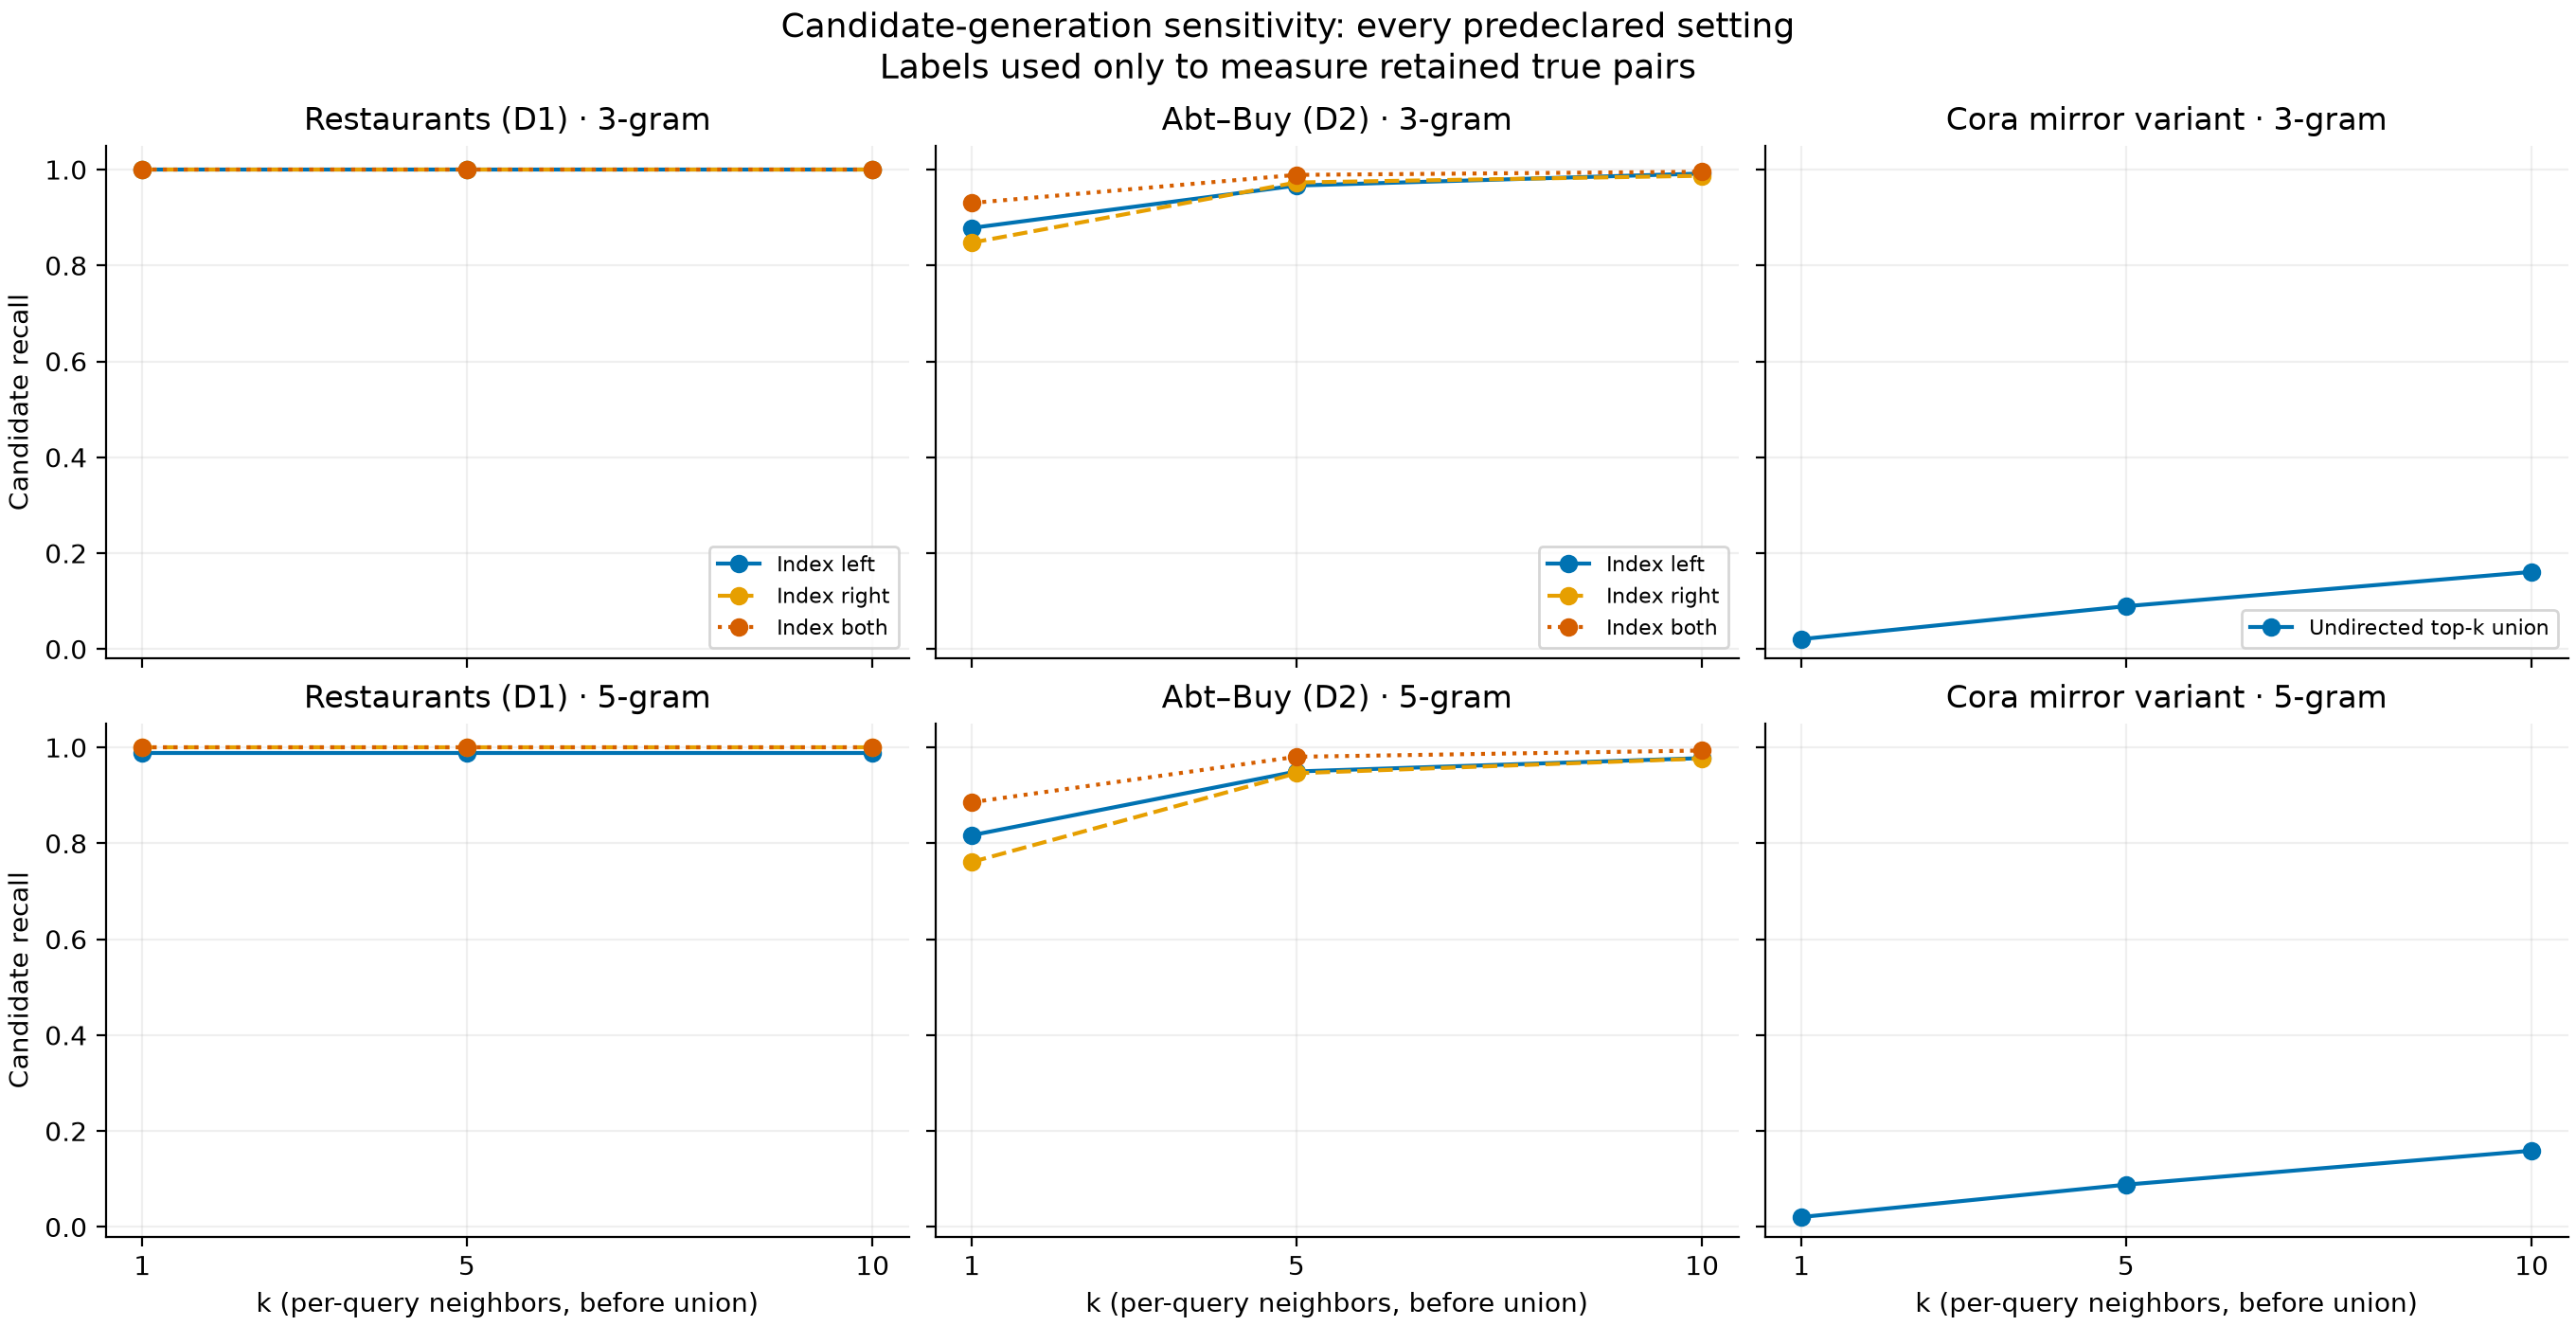 Candidate-generation sensitivity: every predeclared setting
Labels used only to measure retained true pairs
Restaurants (D1) · 3-gram
Candidate recall
1.0
0.8
0.6
0.4
0.2
0.0
Index left
Index right
Index both
Abt–Buy (D2) · 3-gram
Index left
Index right
Index both
Cora mirror variant · 3-gram
Undirected top-k union
Restaurants (D1) · 5-gram
Candidate recall
1.0
0.8
0.6
0.4
0.2
0.0
1 5 10
k (per-query neighbors, before union)
Abt–Buy (D2) · 5-gram
1 5 10
k (per-query neighbors, before union)
Cora mirror variant · 5-gram
1 5 10
k (per-query neighbors, before union)